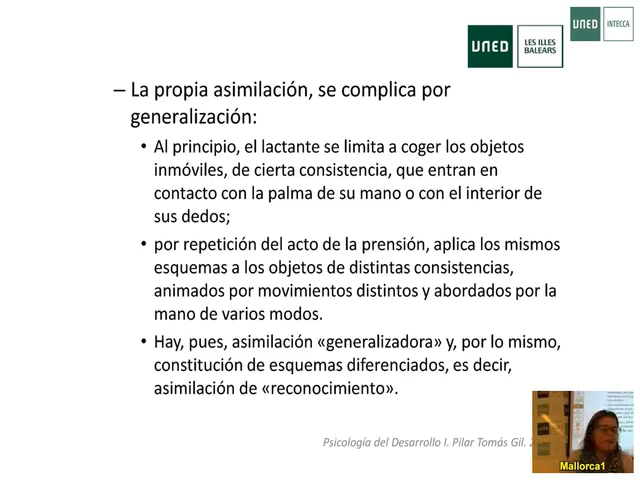 UNED
INTECCA
UNED
LES ILLES
BALEARS
– La propia asimilación, se complica por
generalización:
• Al principio, el lactante se limita a coger los objetos
inmóviles, de cierta consistencia, que entran en
contacto con la palma de su mano o con el interior de
sus dedos;
• por repetición del acto de la prensión, aplica los mismos
esquemas a los objetos de distintas consistencias,
animados por movimientos distintos y abordados por la
mano de varios modos.
• Hay, pues, asimilación «generalizadora» y, por lo mismo,
constitución de esquemas diferenciados, es decir,
asimilación de «reconocimiento».
Psicología del Desarrollo I. Pilar Tomás Gil.
Mallorca1